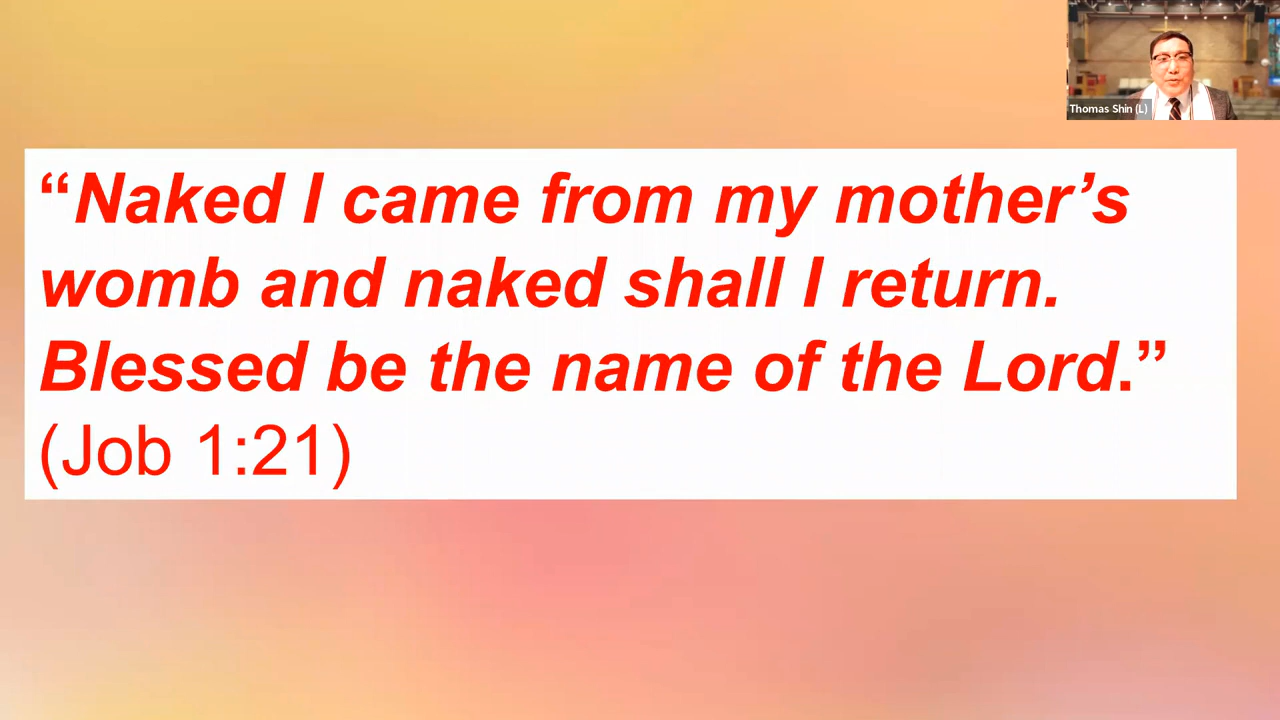 Thomas Shin (L)
“Naked I came from my mother’s
womb and naked shall I return.
Blessed be the name of the Lord.”
(Job 1:21)